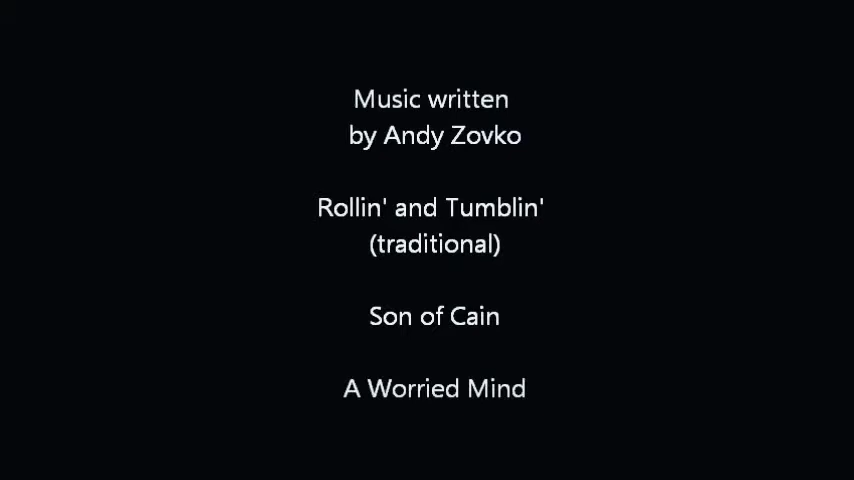 Music written
by Andy Zovko
Rollin' and Tumblin'
(traditional)
Son of Cain
A Worried Mind